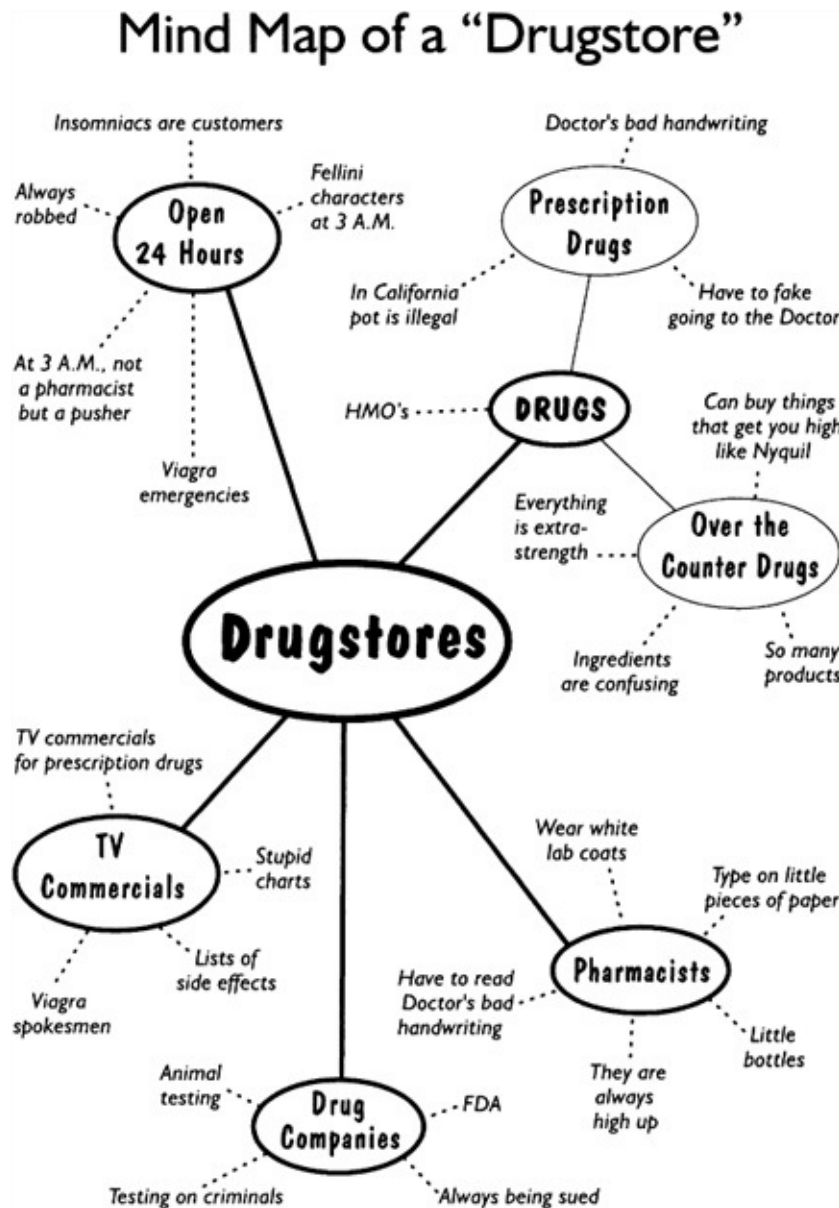 Mind Map of a “Drugstore”
Insomniacs are customers
Always
robbed
Fellini
characters
at 3 A.M.
Open
24 Hours
At 3 A.M., not
a pharmacist
but a pusher
Viagra
emergencies
Doctor's bad handwriting
Prescription
Drugs
In California
pot is illegal
Have to fake
going to the Doctor
HMO's
DRUGS
Can buy things
that get you high
like Nyquil
Everything
is extra-
strength
Over the
Counter Drugs
Ingredients
are confusing
So many
products
Drugstores
TV commercials
for prescription drugs
TV
Commercials
Stupid
charts
Viagra
spokesmen
Lists of
side effects
Wear white
lab coats
Type on little
pieces of paper
Pharmacists
Have to read
Doctor's bad
handwriting
Little
bottles
They are
always
high up
Animal
testing
FDA
Drug
Companies
Testing on criminals
Always being sued